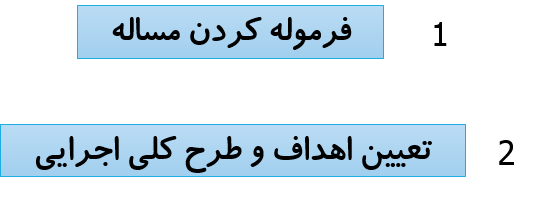 1 فرموله کردن مساله
2 تعیین اهداف و طرح کلی اجرایی